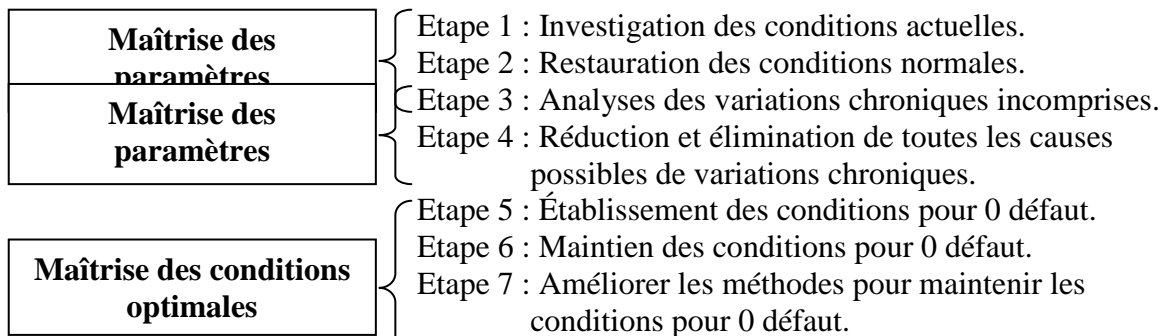 Maîtrise des
paramètres
Maîtrise des
paramètres
Maîtrise des conditions
optimales
Etape 1 : Investigation des conditions actuelles.
Etape 2 : Restauration des conditions normales.
Etape 3 : Analyses des variations chroniques incomprises.
Etape 4 : Réduction et élimination de toutes les causes
possibles de variations chroniques.
Etape 5 : Établissement des conditions pour 0 défaut.
Etape 6 : Maintien des conditions pour 0 défaut.
Etape 7 : Améliorer les méthodes pour maintenir les
conditions pour 0 défaut.